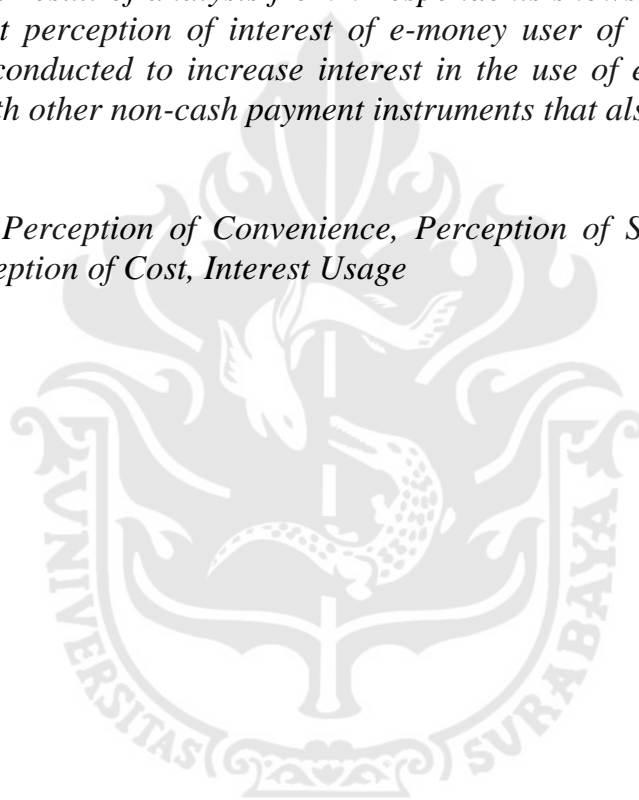 t perception of interest of e-money user of
conducted to increase interest in the use of e
th other non-cash payment instruments that als
Perception of Convenience, Perception of S
eption of Cost, Interest Usage
UNIVERSITAS SURABAYA